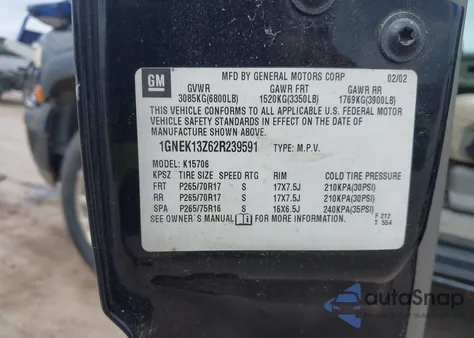 GM
MFD BY GENERAL MOTORS CORP 02/02
GVWR GAWR FRT GAWR RR
3085KG(6800LB) 1520KG(3350LB) 1769KG(3900LB)
THIS VEHICLE CONFORMS TO ALL APPLICABLE U.S. FEDERAL MOTOR
VEHICLE SAFETY STANDARDS IN EFFECT ON THE DATE OF
MANUFACTURE SHOWN ABOVE.
1GNEK13Z62R239591 TYPE: M.P.V.
MODEL: K15706
KPSZ TIRE SIZE SPEED RTG RIM COLD TIRE PRESSURE
FRT P265/70R17 S 17X7.5J 210KPA(30PSI)
RR P265/70R17 S 17X7.5J 210KPA(30PSI)
SPA P265/75R16 S 16X6.5J 240KPA(35PSI)
SEE OWNER'S MANUAL i FOR MORE INFORMATION.
F.212
T. 554
autoSnap